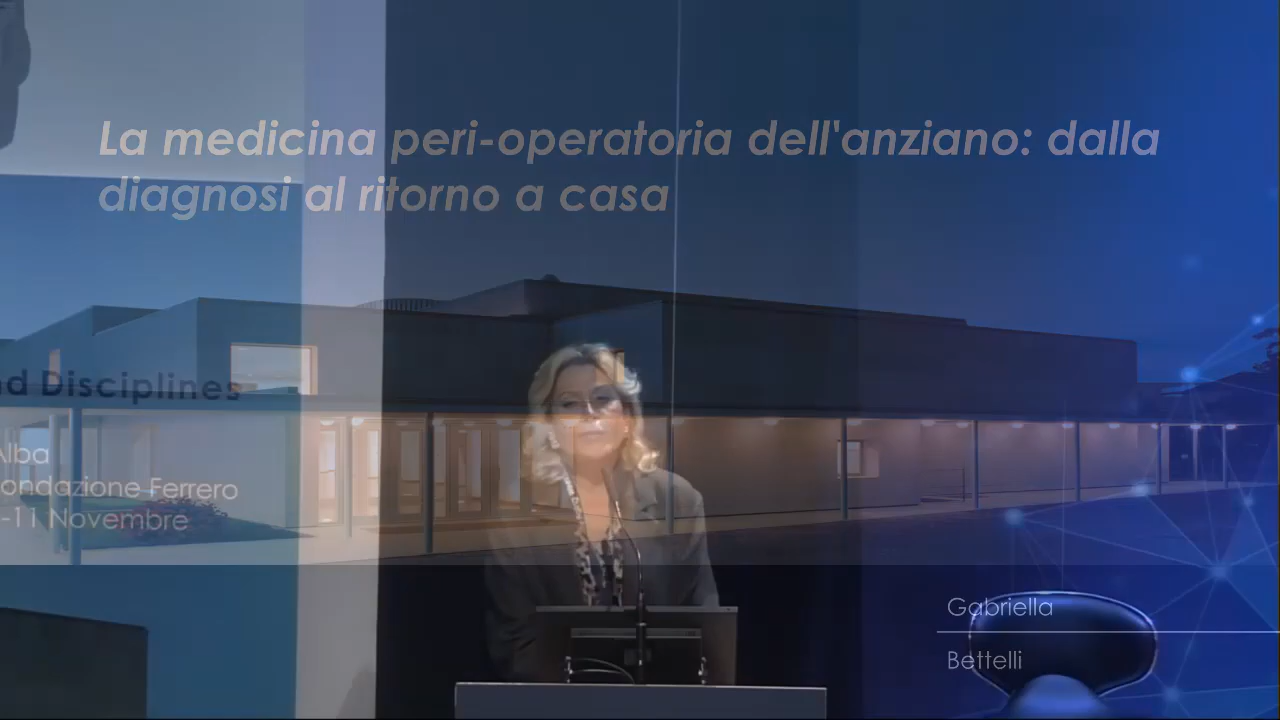 La medicina peri-operatoria dell'anziano: dalla
diagnosi al ritorno a casa
Disciplines
Alba
Fondazione Ferrero
-11 Novembre
Gabriella
Bettelli